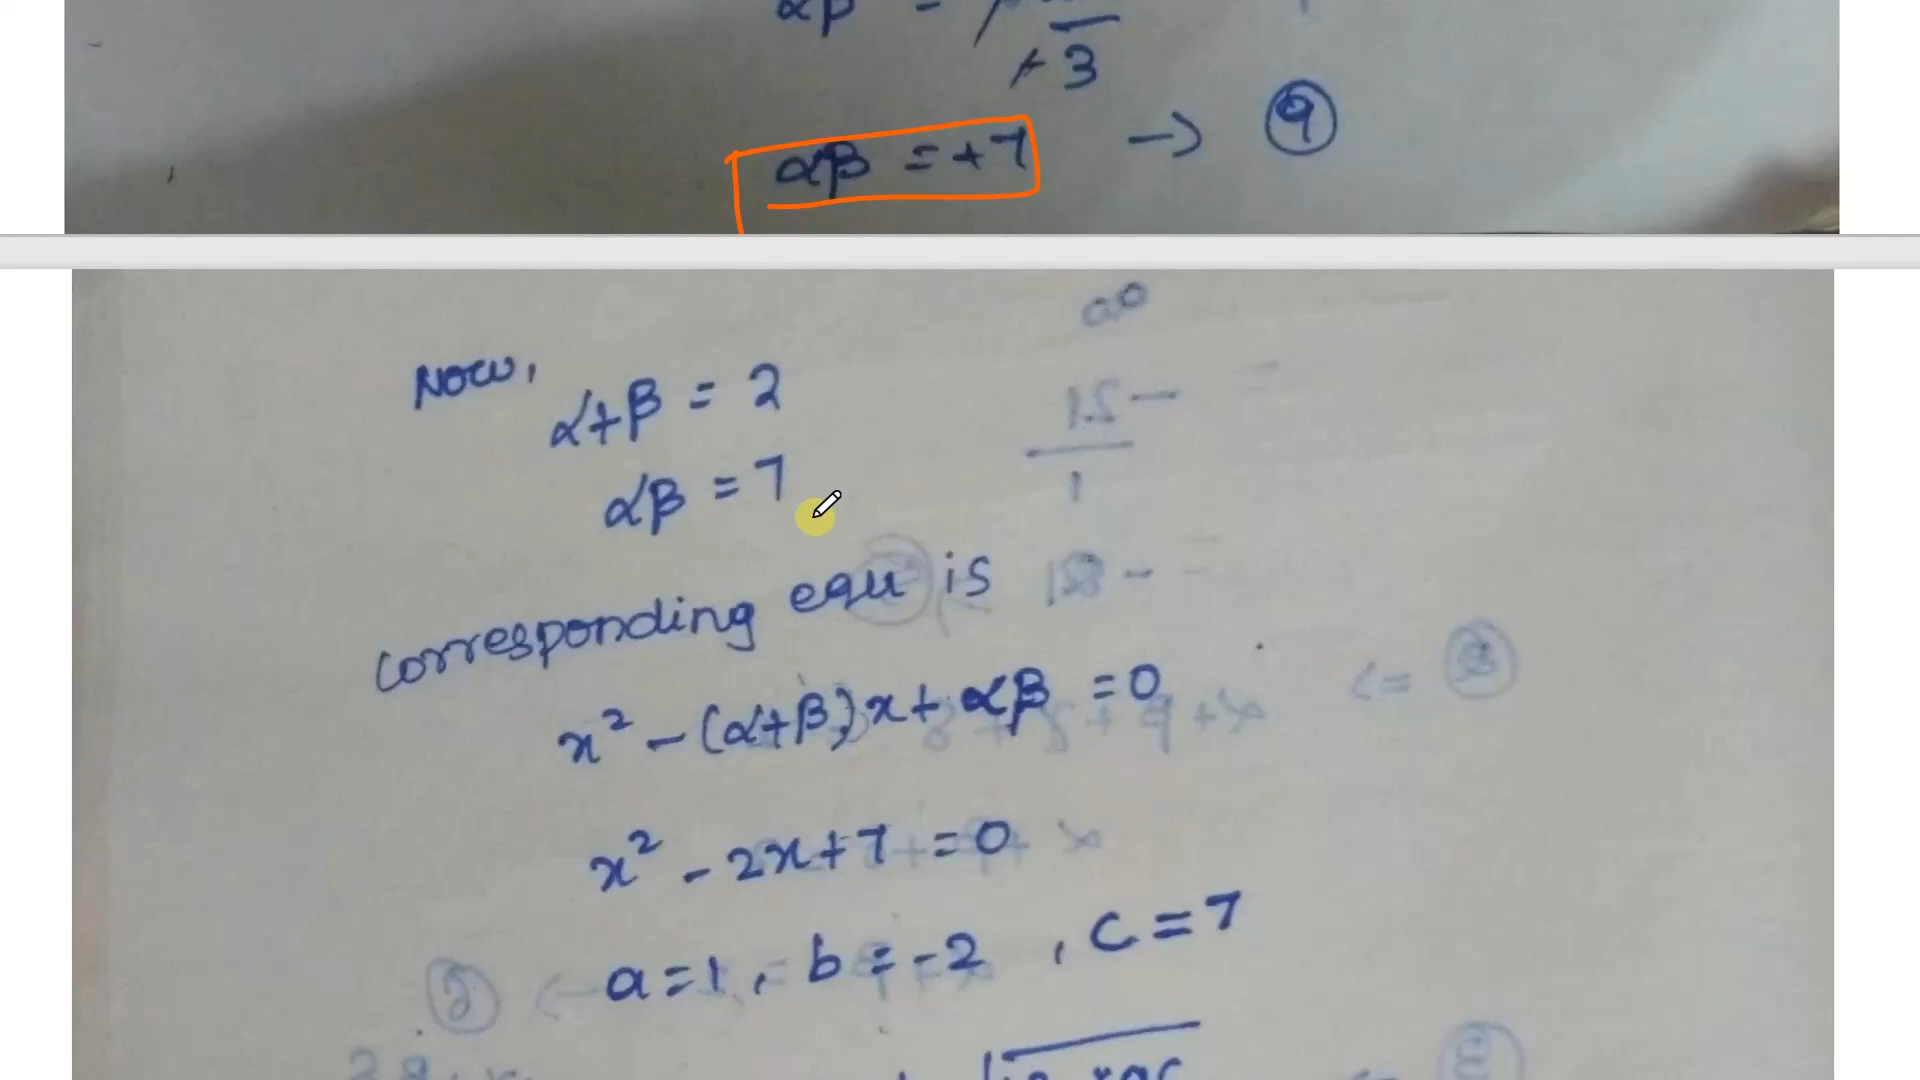 3
αβ = +7 → 9
Now,
α+β = 2
αβ = 7
corresponding equ is
x² - (α+β)x + αβ = 0
x² - 2x + 7 = 0
a = 1, b = -2, c = 7